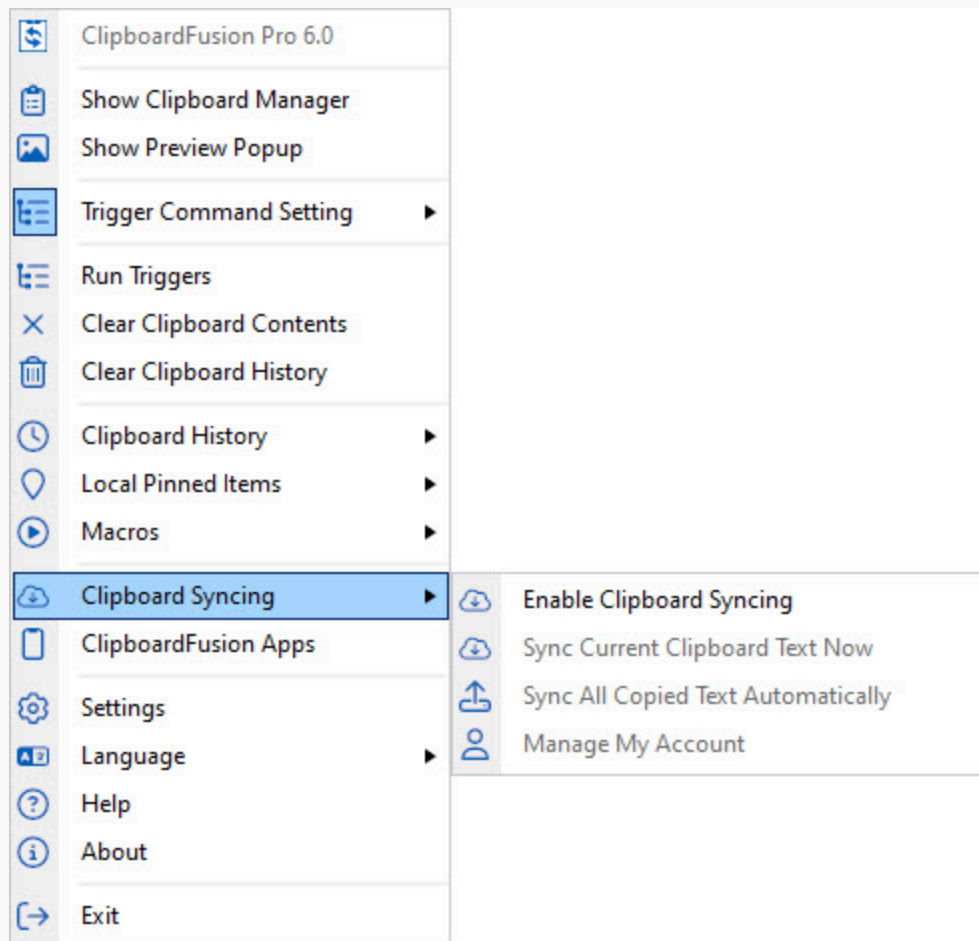 ClipboardFusion Pro 6.0
Show Clipboard Manager
Show Preview Popup
Trigger Command Setting
Run Triggers
Clear Clipboard Contents
Clear Clipboard History
Clipboard History
Local Pinned Items
Macros
Clipboard Syncing
ClipboardFusion Apps
Settings
Language
Help
About
Exit
Enable Clipboard Syncing
Sync Current Clipboard Text Now
Sync All Copied Text Automatically
Manage My Account